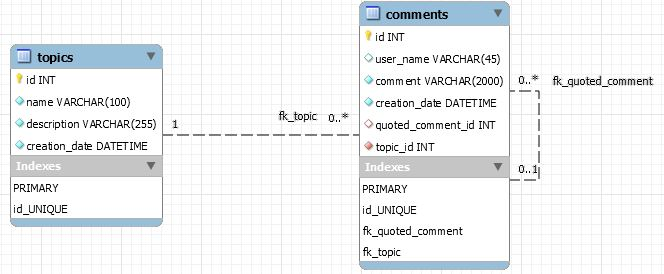 topics
id INT
name VARCHAR(100)
description VARCHAR(255)
creation_date DATETIME
Indexes
PRIMARY
id_UNIQUE
1
fk_topic
0..*
comments
id INT
user_name VARCHAR(45)
comment VARCHAR(2000)
creation_date DATETIME
quoted_comment_id INT
topic_id INT
Indexes
PRIMARY
id_UNIQUE
fk_quoted_comment
fk_topic
0..*
fk_quoted_comment
0..1